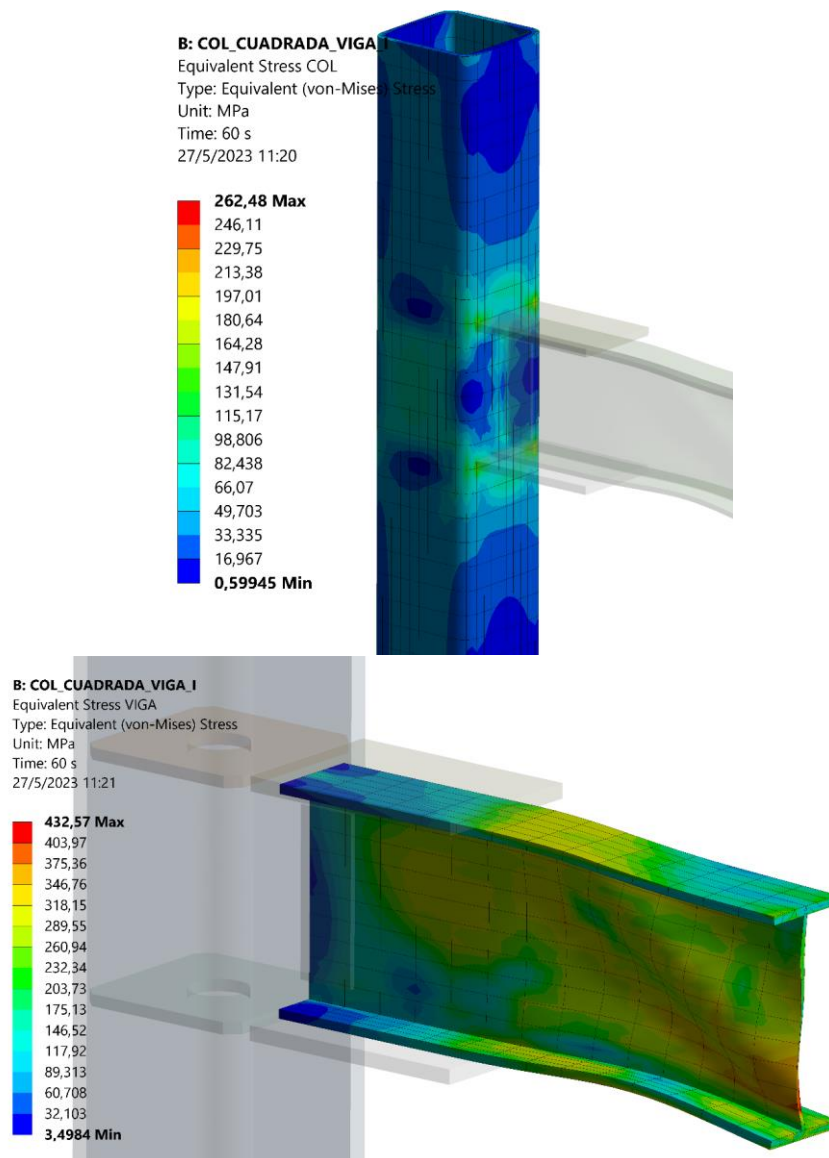 B: COL_CUADRADA_VIGA_I
Equivalent Stress COL
Type: Equivalent (von-Mises) Stress
Unit: MPa
Time: 60 s
27/5/2023 11:20
262,48 Max
246,11
229,75
213,38
197,01
180,64
164,28
147,91
131,54
115,17
98,806
82,438
66,07
49,703
33,335
16,967
0,59945 Min
B: COL_CUADRADA_VIGA_I
Equivalent Stress VIGA
Type: Equivalent (von-Mises) Stress
Unit: MPa
Time: 60 s
27/5/2023 11:21
432,57 Max
403,97
375,36
346,76
318,15
289,55
260,94
232,34
203,73
175,13
146,52
117,92
89,313
60,708
32,103
3,4984 Min